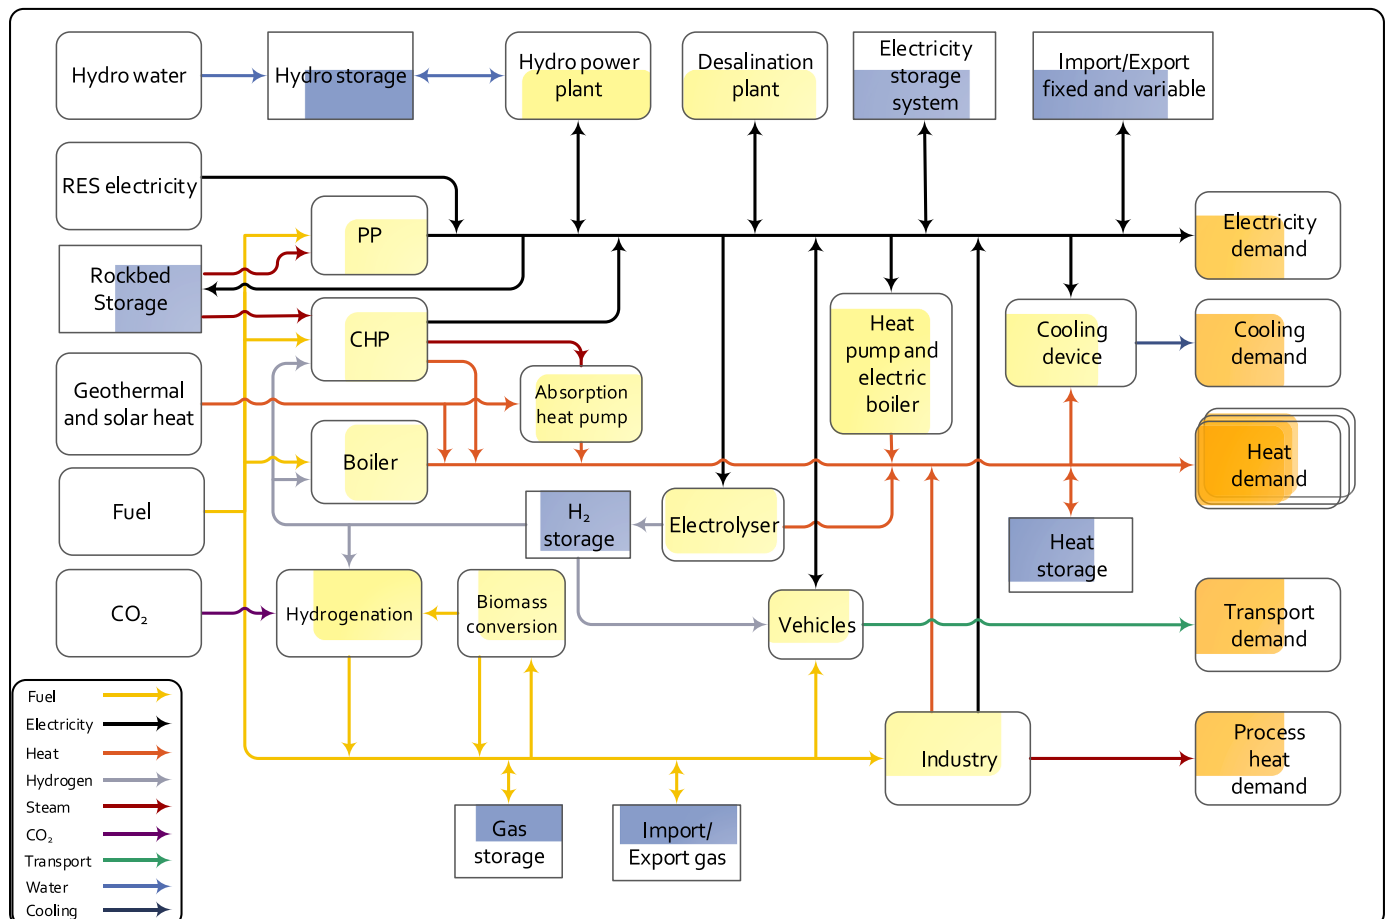 Hydro water
Hydro storage
Hydro power
plant
Desalination
plant
Electricity
storage
system
Import/Export
fixed and variable
RES electricity
PP
Electricity
demand
Rockbed
Storage
CHP
Heat
pump and
electric
boiler
Cooling
device
Cooling
demand
Geothermal
and solar heat
Absorption
heat pump
Boiler
Heat
demand
Fuel
H₂
storage
Electrolyser
Heat
storage
CO₂
Hydrogenation
Biomass
conversion
Vehicles
Transport
demand
Industry
Process
heat
demand
Gas
storage
Import/
Export gas
Fuel
Electricity
Heat
Hydrogen
Steam
CO₂
Transport
Water
Cooling